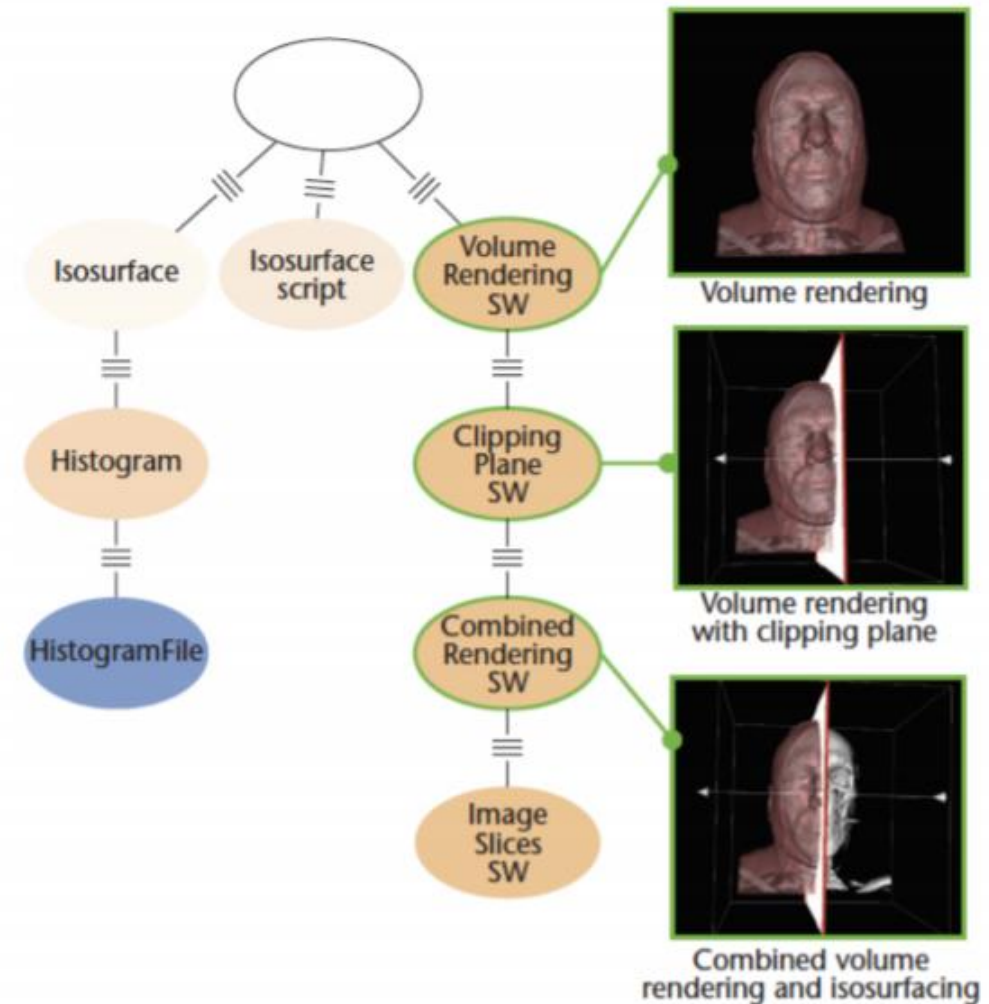 Isosurface
Isosurface
script
Volume
Rendering
SW
Volume rendering
Histogram
Clipping
Plane
SW
Volume rendering
with clipping plane
HistogramFile
Combined
Rendering
SW
Image
Slices
SW
Combined volume
rendering and isosurfacing